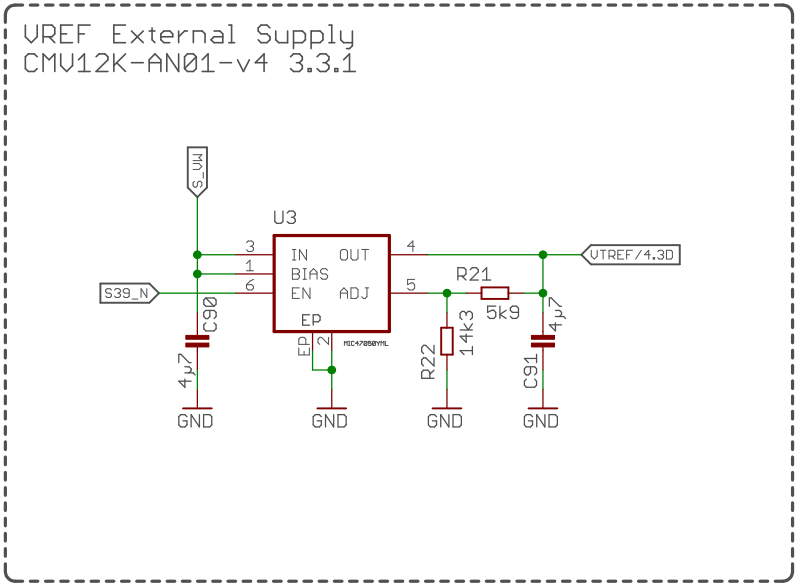 VREF External Supply
CMV12K-AN01-v4 3.3.1
S_VW
U3
3
IN
OUT
4
VTREF/4.3D
1
BIAS
R21
S39_N
6
EN
ADJ
5
5k9
C90
4µ7
EP
EP
2
MIC47050YML
R22
14k3
4µ7
C91
GND
GND
GND
GND